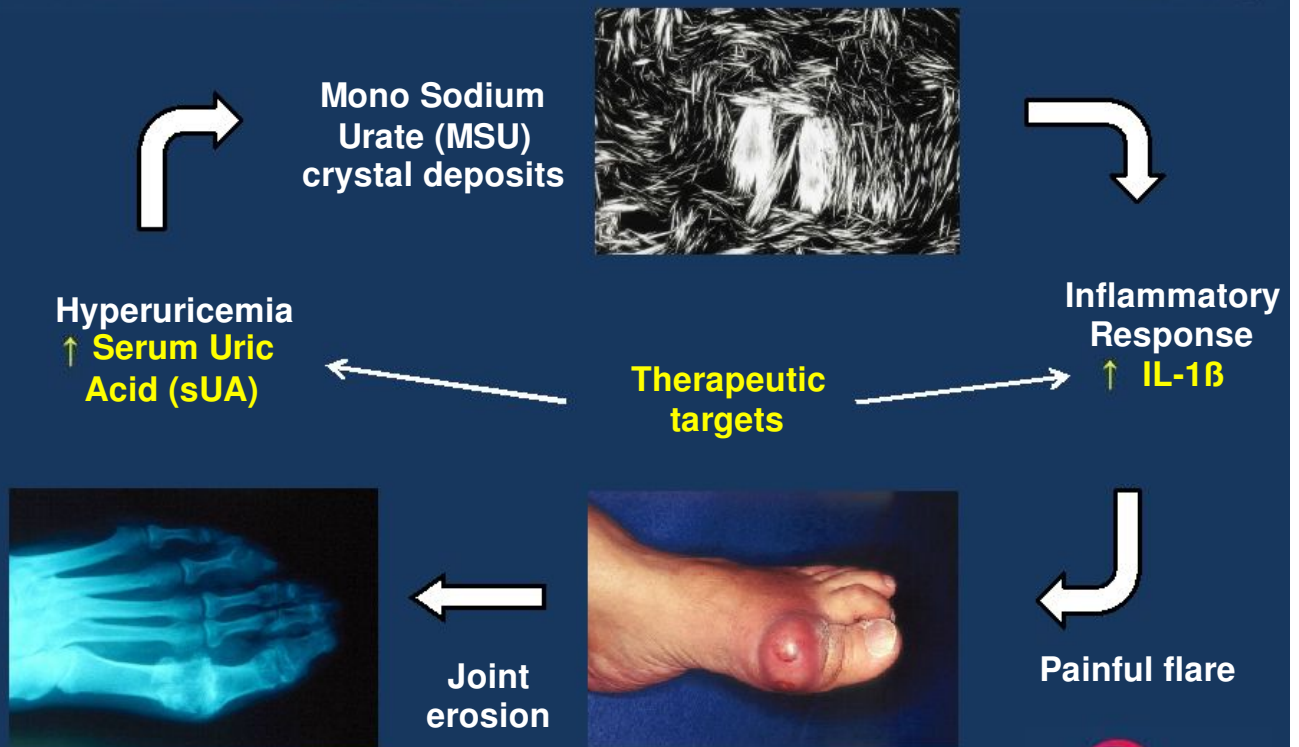 Mono Sodium
Urate (MSU)
crystal deposits
Hyperuricemia
↑ Serum Uric
Acid (sUA)
Inflammatory
Response
↑ IL-1ß
Therapeutic
targets
Joint
erosion
Painful flare